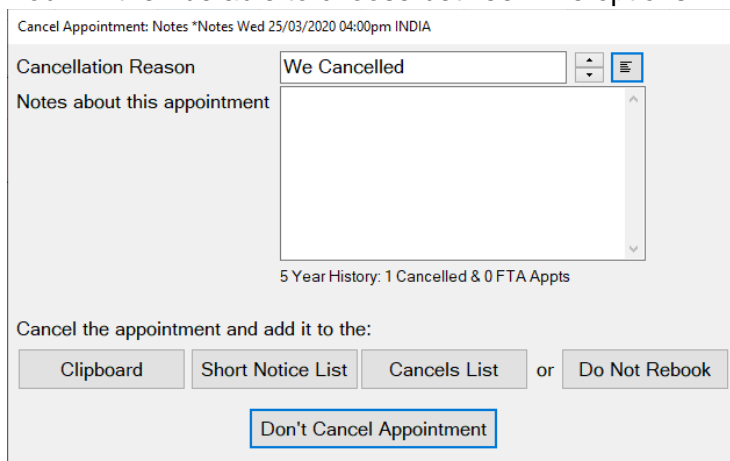 Cancel Appointment: Notes *Notes Wed 25/03/2020 04:00pm INDIA
Cancellation Reason We Cancelled
Notes about this appointment
5 Year History: 1 Cancelled & 0 FTA Appts
Cancel the appointment and add it to the:
Clipboard Short Notice List Cancels List or Do Not Rebook
Don't Cancel Appointment